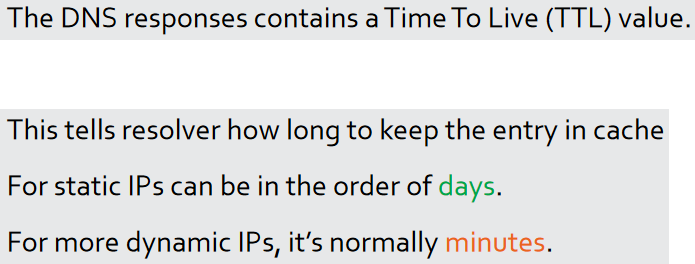 The DNS responses contains a Time To Live (TTL) value.
This tells resolver how long to keep the entry in cache
For static IPs can be in the order of days.
For more dynamic IPs, it’s normally minutes.